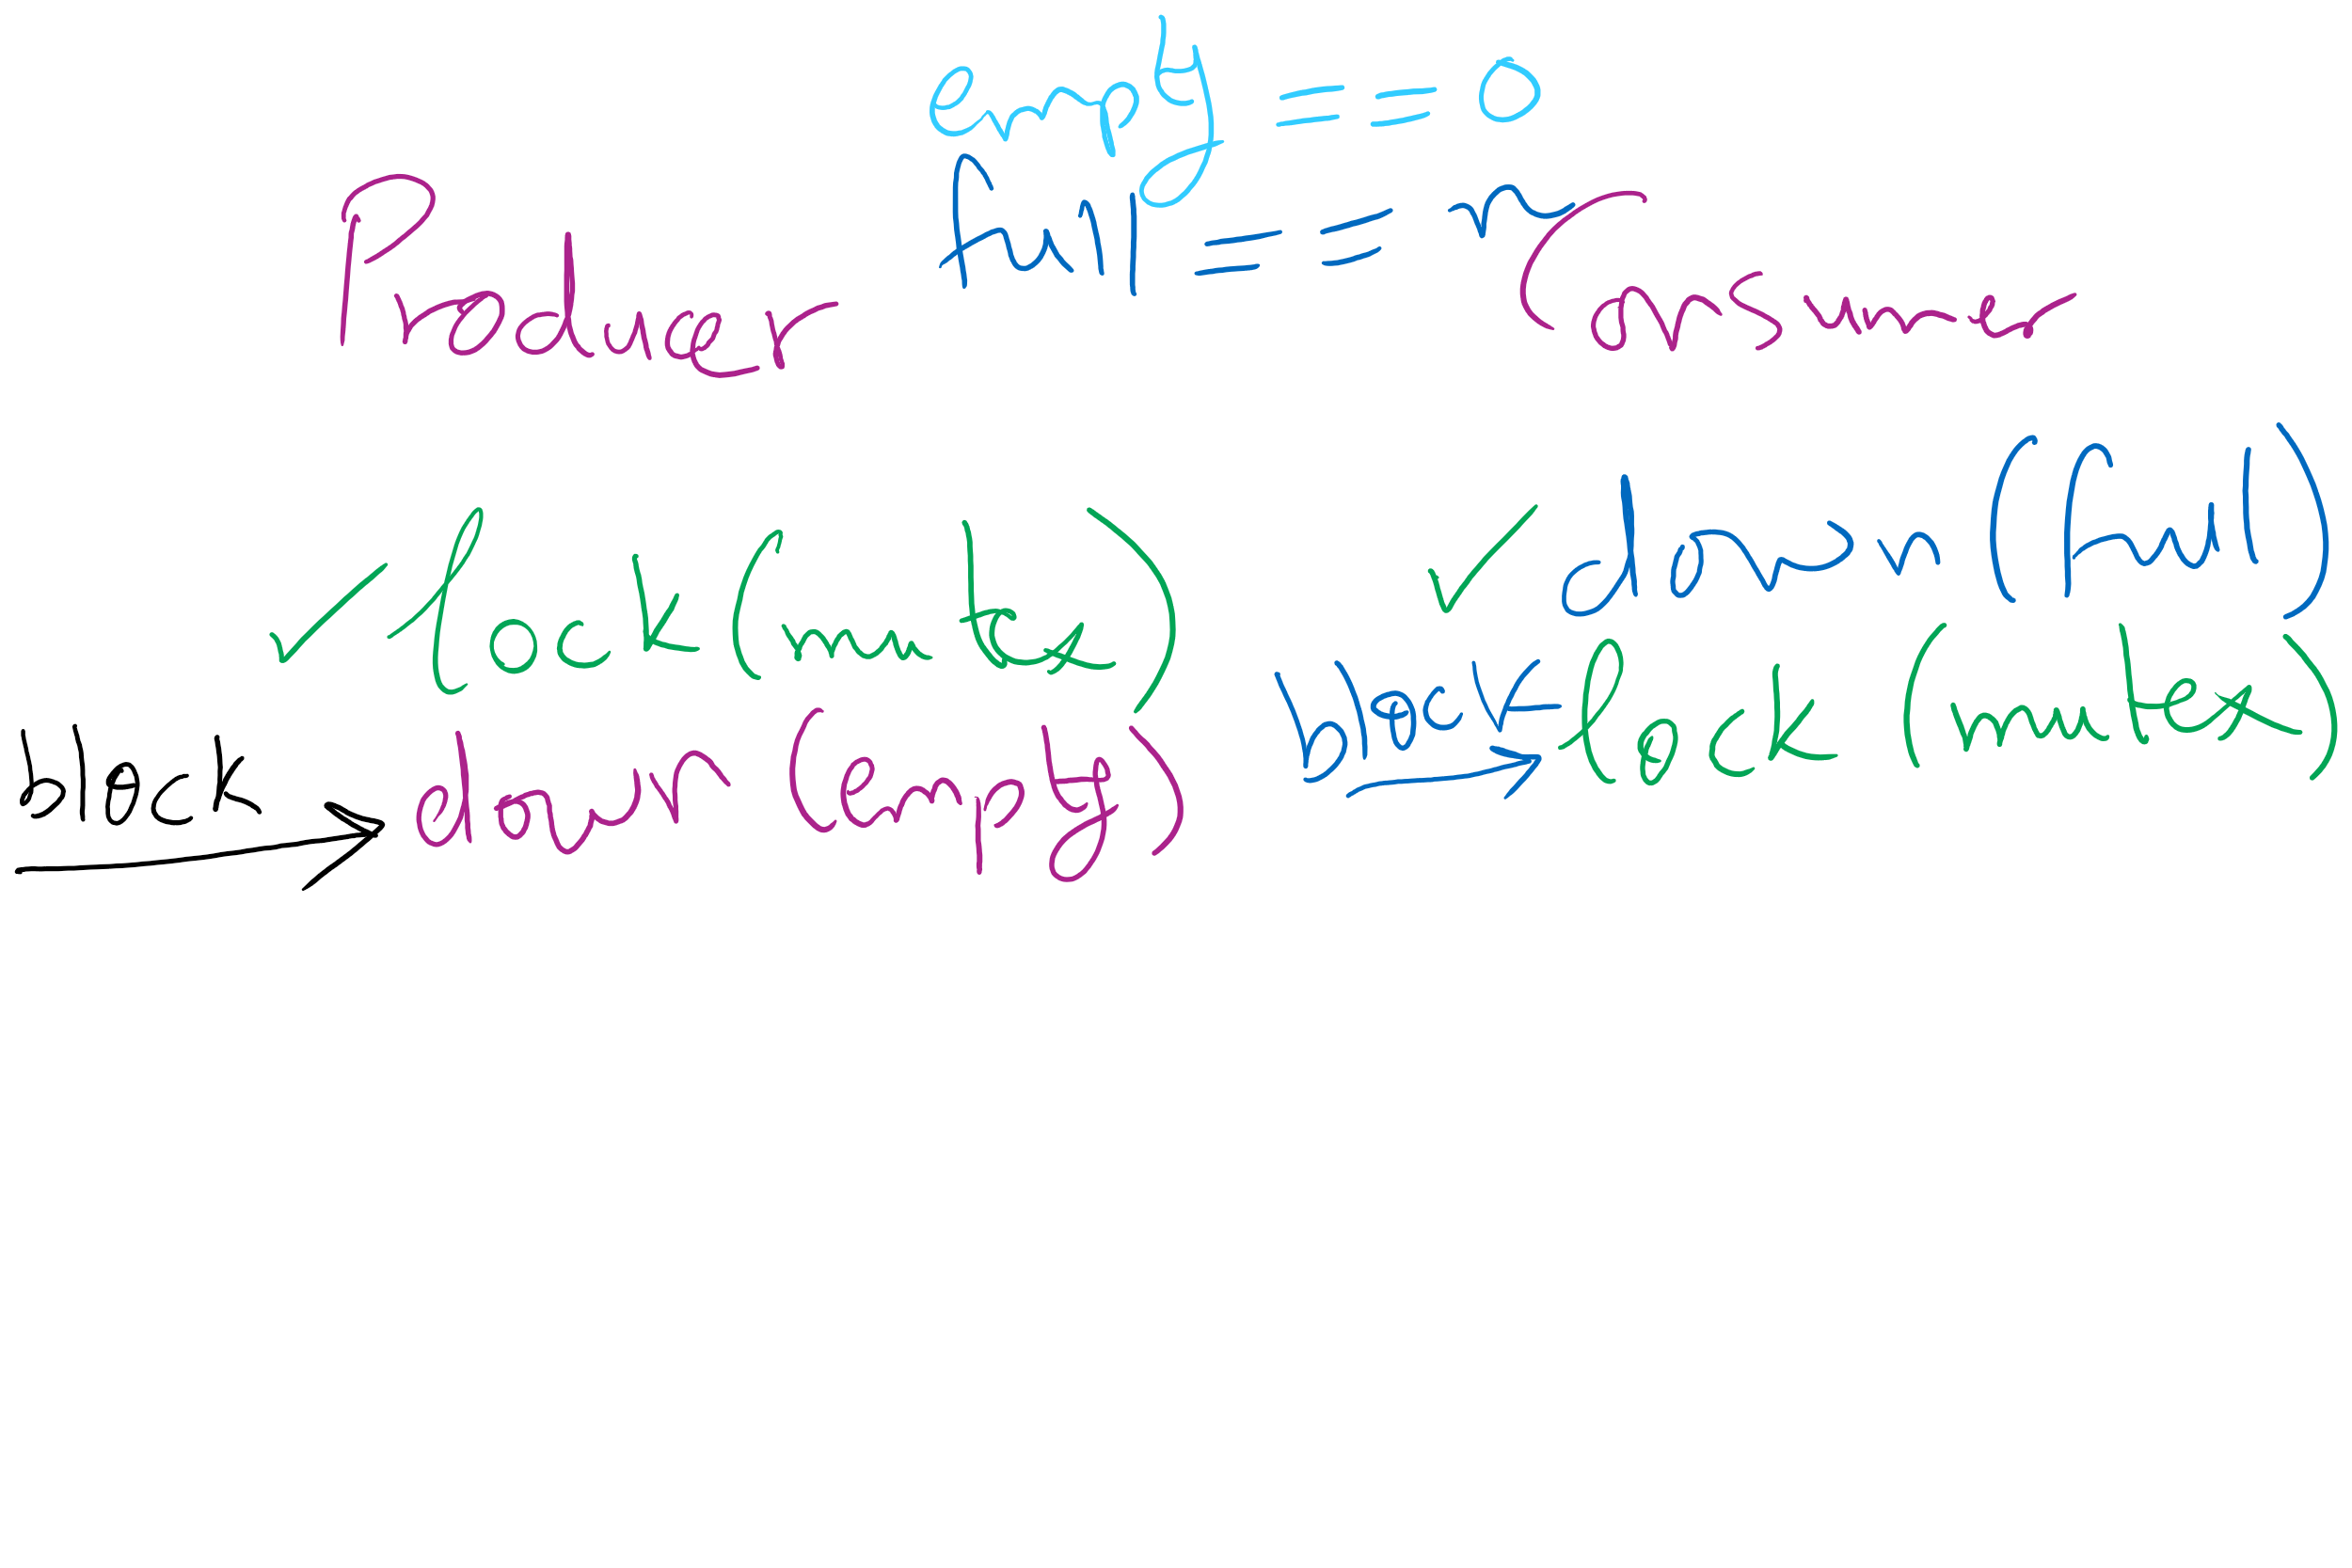 empty == 0
full == n
Producer
Consumer
✓ lock (mutex)
block → down (empty)
✓ down (full)
block → lock (mutex)